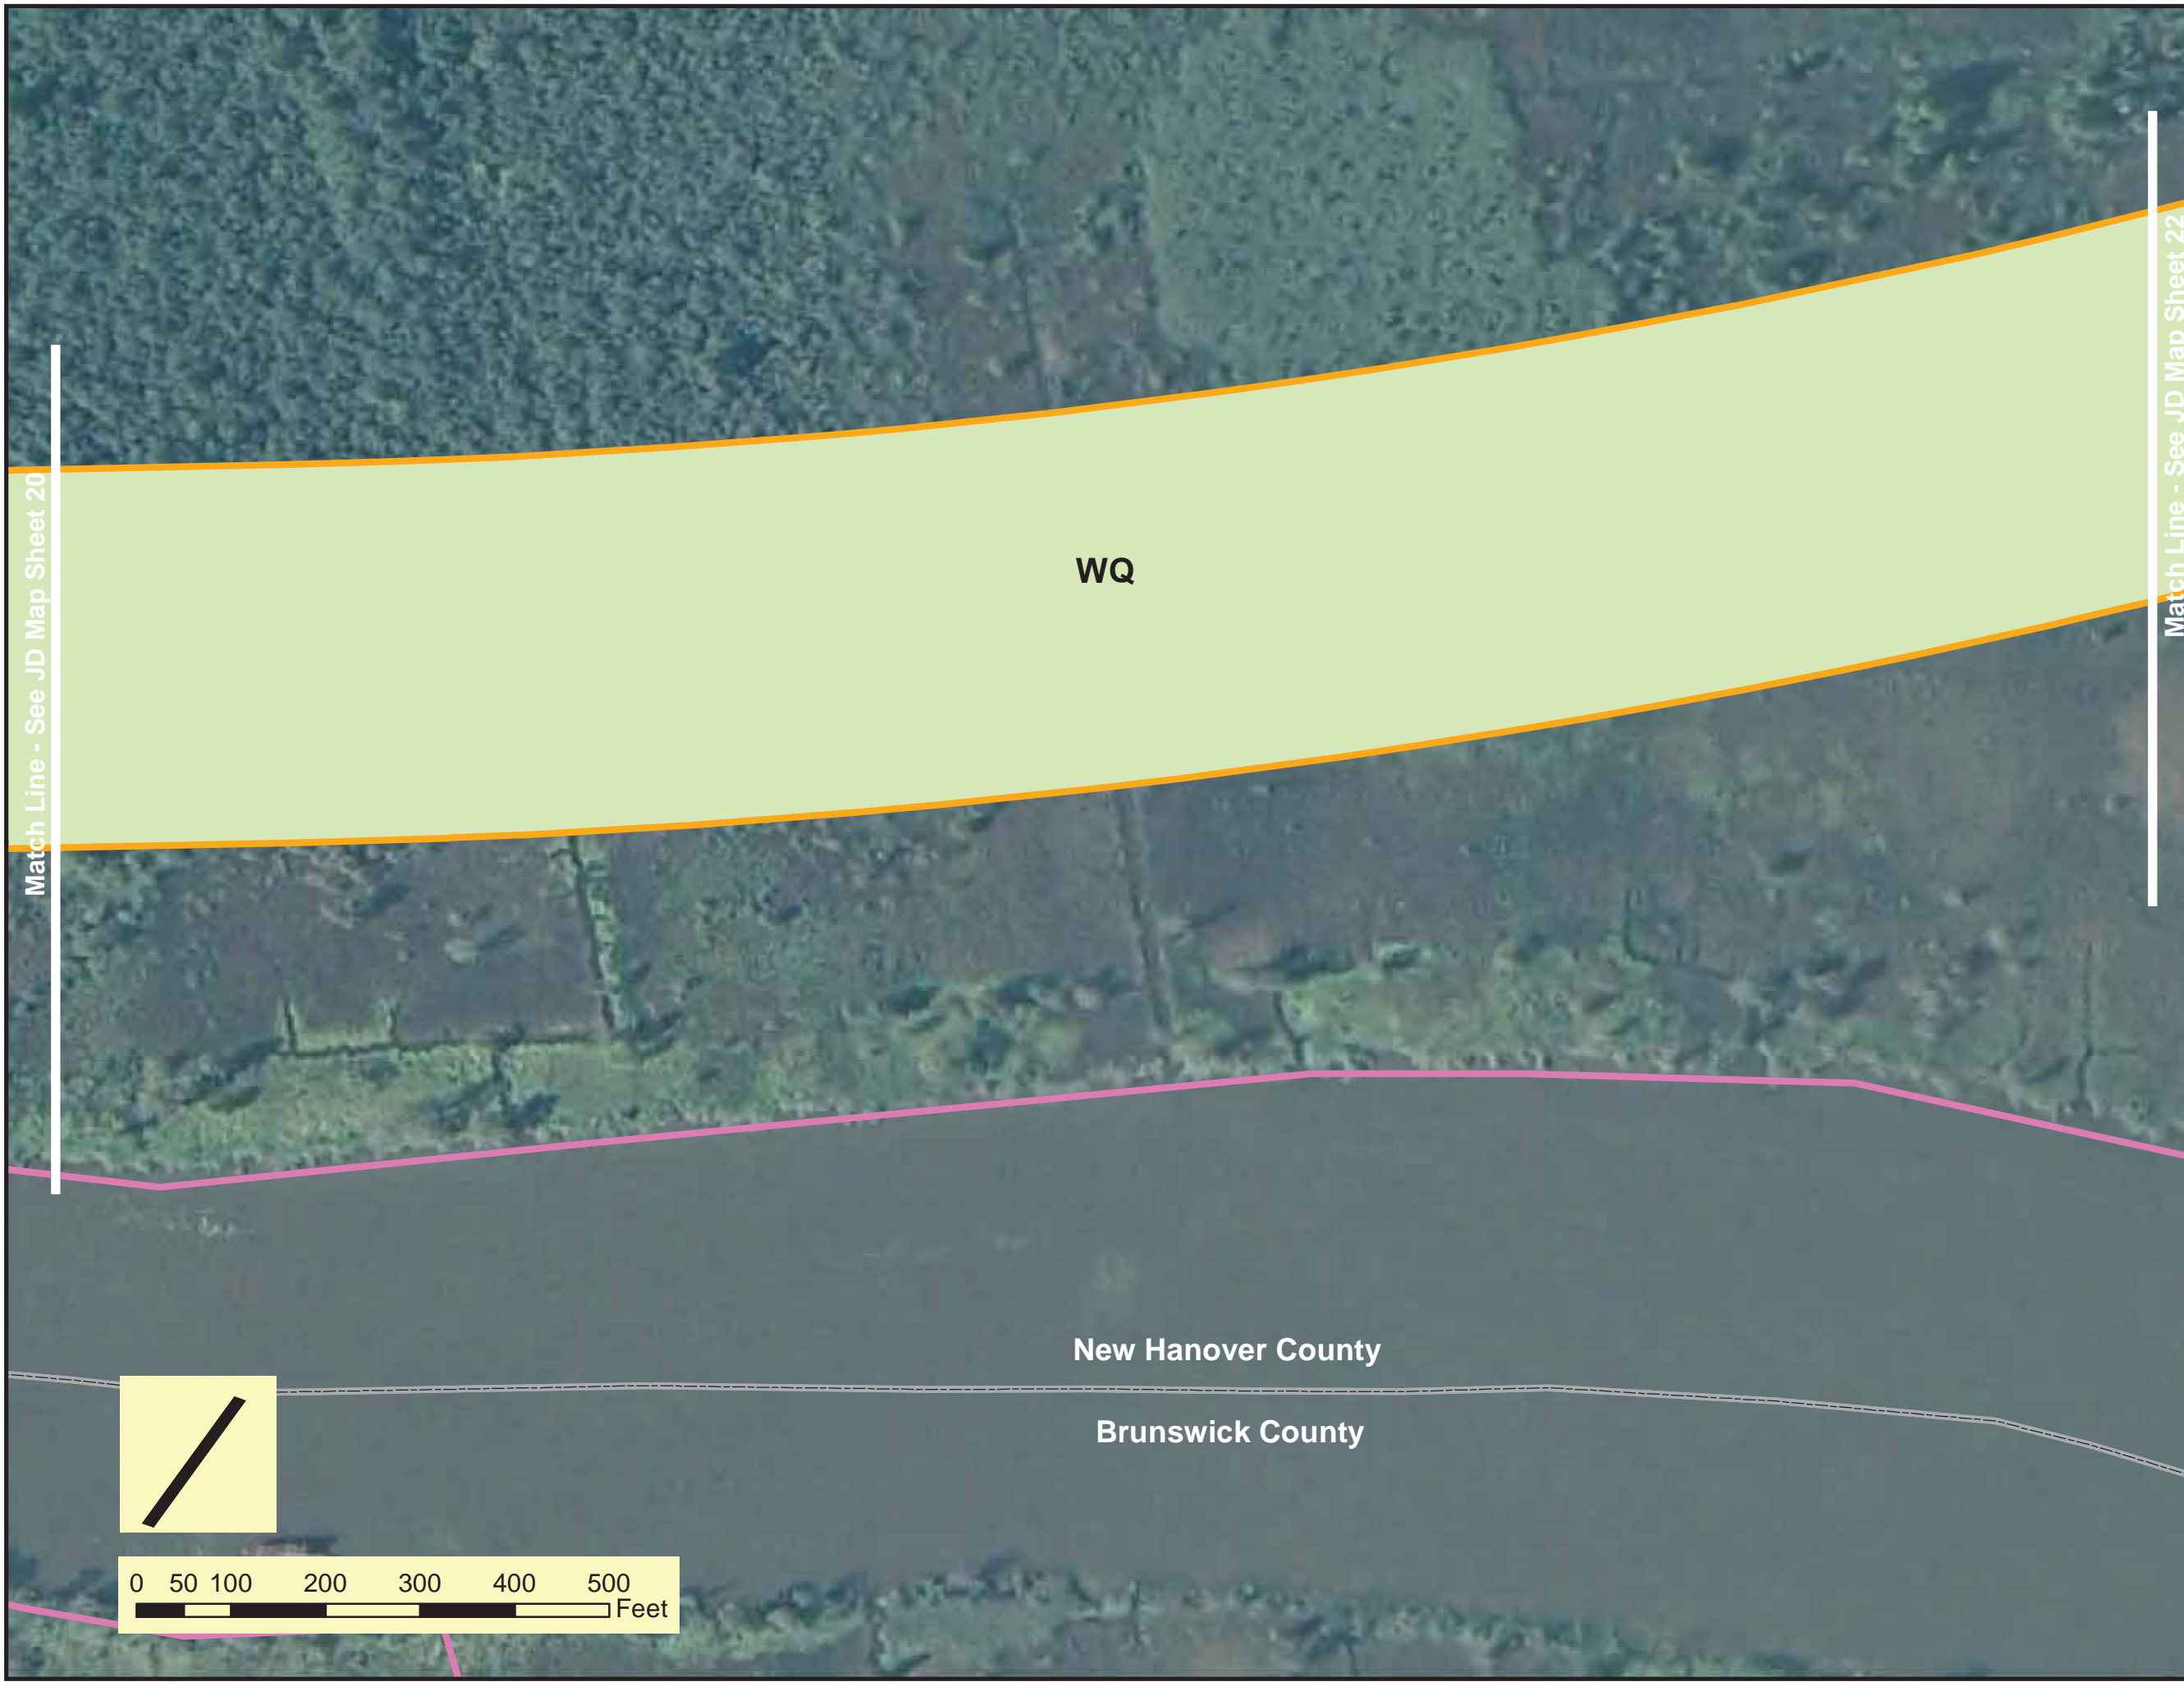 Match Line - See JD Map Sheet 20
Match Line - See JD Map Sheet 22
WQ
New Hanover County
Brunswick County
0 50 100 200 300 400 500
Feet